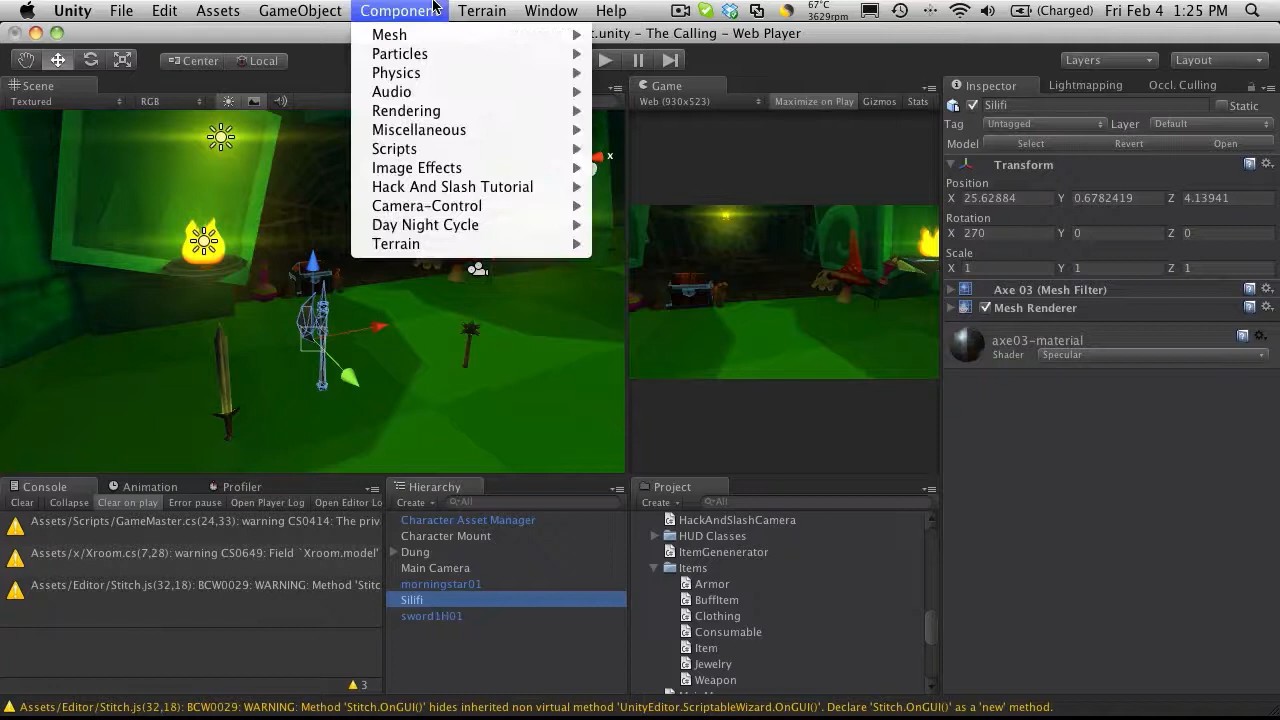 Unity File Edit Assets GameObject Component Terrain Window Help 67°C 3629rpm (Charged) Fri Feb 4 1:25 PM
t.unity - The Calling - Web Player
Center Local Layers Layout
Scene
Textured RGB
Mesh
Particles
Physics
Audio
Rendering
Miscellaneous
Scripts
Image Effects
Hack And Slash Tutorial
Camera-Control
Day Night Cycle
Terrain
x
Game
Web (930x523) Maximize on Play Gizmos Stats
Inspector Lightmapping Occl. Culling
Silifi Static
Tag Untagged Layer Default
Model Select Revert Open
Transform
Position
X 25.62884 Y 0.6782419 Z 4.13941
Rotation
X 270 Y 0 Z 0
Scale
X 1 Y 1 Z 1
Axe 03 (Mesh Filter)
Mesh Renderer
axe03-material
Shader Specular
Console Animation Profiler
Clear Collapse Clear on play Error pause Open Player Log Open Editor Lo
Assets/Scripts/GameMaster.cs(24,33): warning CS0414: The priv
Assets/x/Xroom.cs(7,28): warning CS0649: Field `Xroom.model'
Assets/Editor/Stitch.js(32,18): BCW0029: WARNING: Method 'Stitc
3
Hierarchy
Create All
Character Asset Manager
Character Mount
Dung
Main Camera
morningstar01
Silifi
sword1H01
Project
Create All
HackAndSlashCamera
HUD Classes
ItemGenenerator
Items
Armor
BuffItem
Clothing
Consumable
Item
Jewelry
Weapon
Assets/Editor/Stitch.js(32,18): BCW0029: WARNING: Method 'Stitch.OnGUI()' hides inherited non virtual method 'UnityEditor.ScriptableWizard.OnGUI()'. Declare 'Stitch.OnGUI()' as a 'new' method.